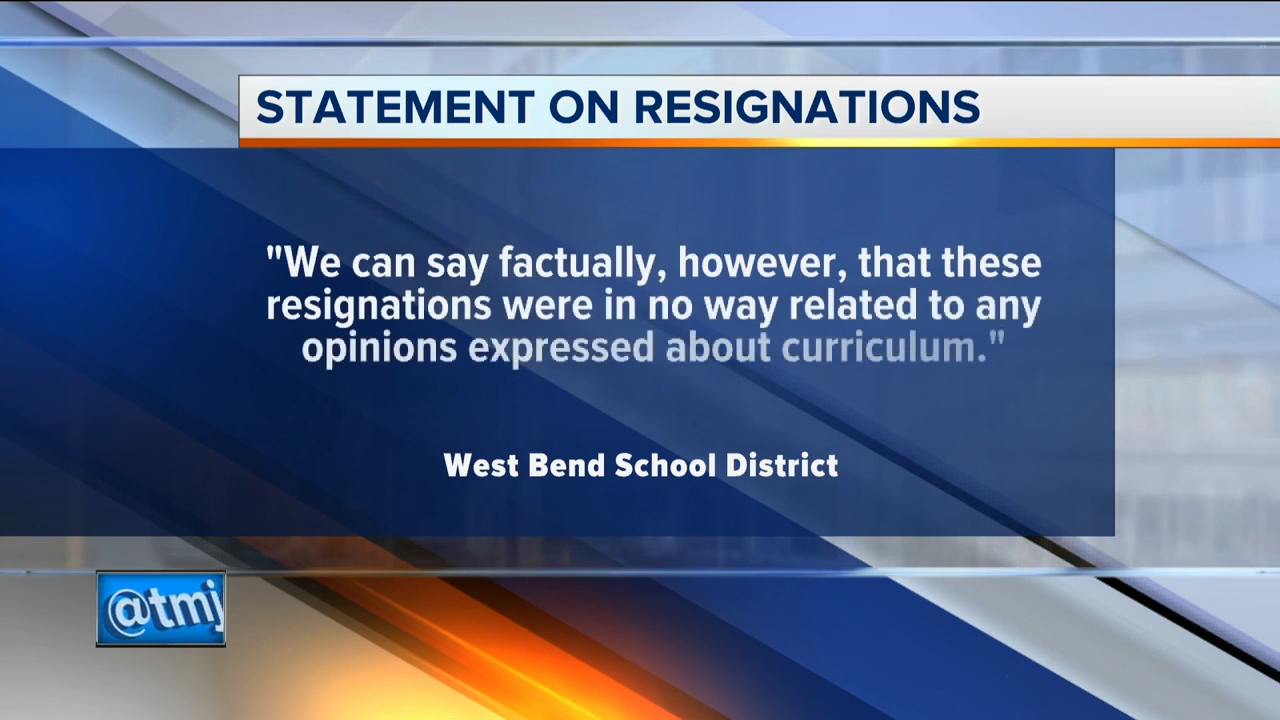 STATEMENT ON RESIGNATIONS
"We can say factually, however, that these
resignations were in no way related to any
opinions expressed about curriculum."
West Bend School District
@tmj